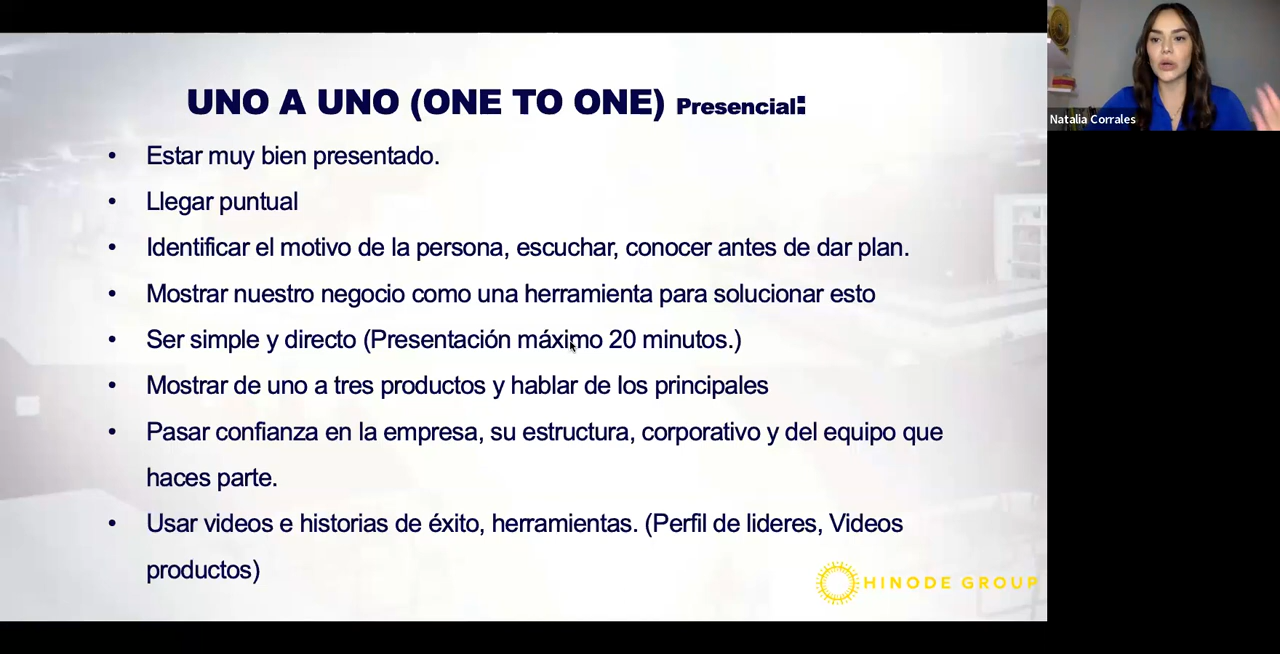 UNO A UNO (ONE TO ONE) Presencial:
• Estar muy bien presentado.
• Llegar puntual
• Identificar el motivo de la persona, escuchar, conocer antes de dar plan.
• Mostrar nuestro negocio como una herramienta para solucionar esto
• Ser simple y directo (Presentación máximo 20 minutos.)
• Mostrar de uno a tres productos y hablar de los principales
• Pasar confianza en la empresa, su estructura, corporativo y del equipo que
haces parte.
• Usar videos e historias de éxito, herramientas. (Perfil de lideres, Videos
productos)
HINODE GROUP
Natalia Corrales